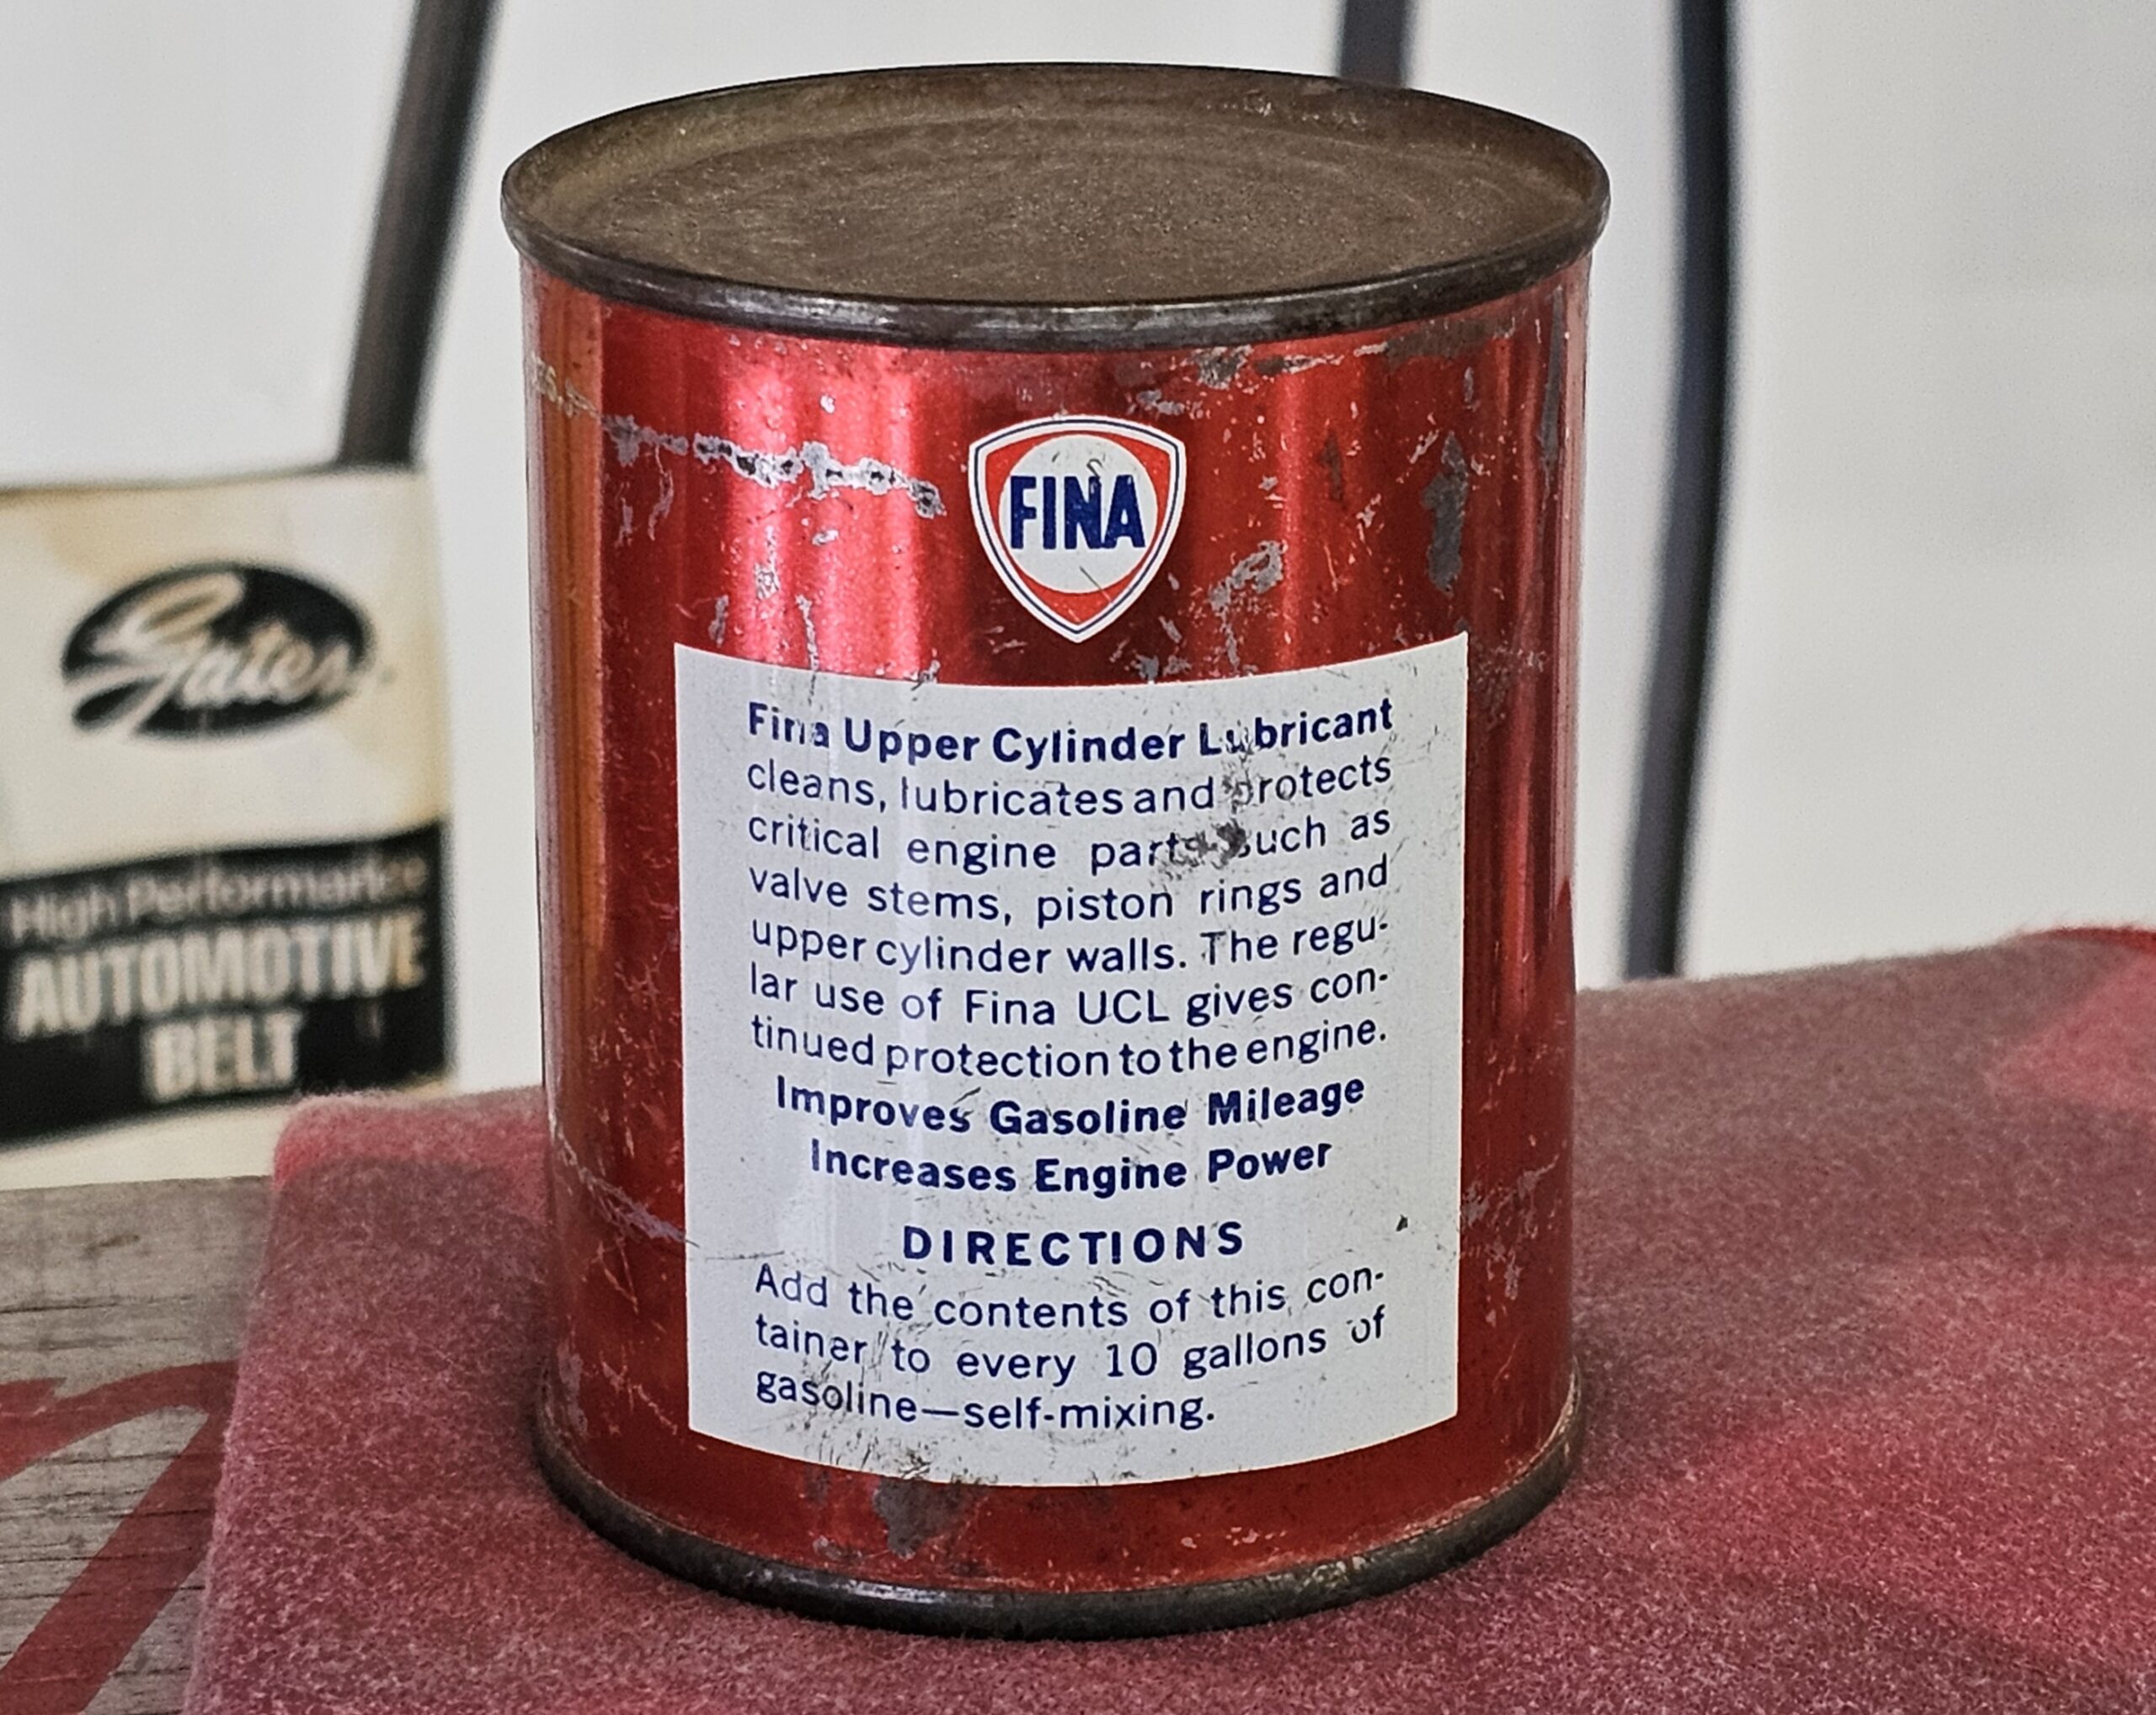 FINA
Fina Upper Cylinder Lubricant
cleans, lubricates and protects
critical engine parts such as
valve stems, piston rings and
upper cylinder walls. The regu-
lar use of Fina UCL gives con-
tinued protection to the engine.
Improves Gasoline Mileage
Increases Engine Power
DIRECTIONS
Add the contents of this con-
tainer to every 10 gallons of
gasoline—self-mixing.
Gates
High Performance
AUTOMOTIVE
BELT